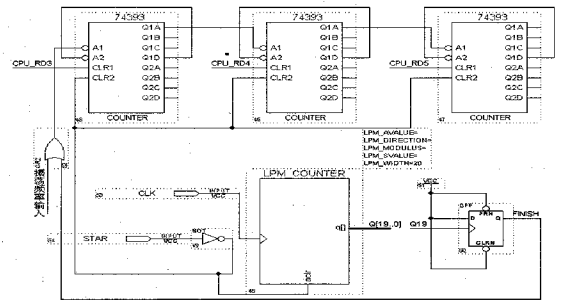 74393
A1
A2
CLR1
CLR2
Q1A
Q1B
Q1C
Q1D
Q2A
Q2B
Q2C
Q2D
COUNTER
CPU_RD3
74393
A1
A2
CLR1
CLR2
Q1A
Q1B
Q1C
Q1D
Q2A
Q2B
Q2C
Q2D
COUNTER
CPU_RD4
74393
A1
A2
CLR1
CLR2
Q1A
Q1B
Q1C
Q1D
Q2A
Q2B
Q2C
Q2D
COUNTER
CPU_RD5
LPM_AVALUE=
LPM_DIRECTION=
LPM_MODULUS=
LPM_SVALUE=
LPM_WIDTH=20
LPM_COUNTER
CLK
INPUT
VCC
q[]
Q[19..0]
STAR
INPUT
VCC
NOT
VCC
DFF
PRN
D
Q
CLRN
Q19
FINISH